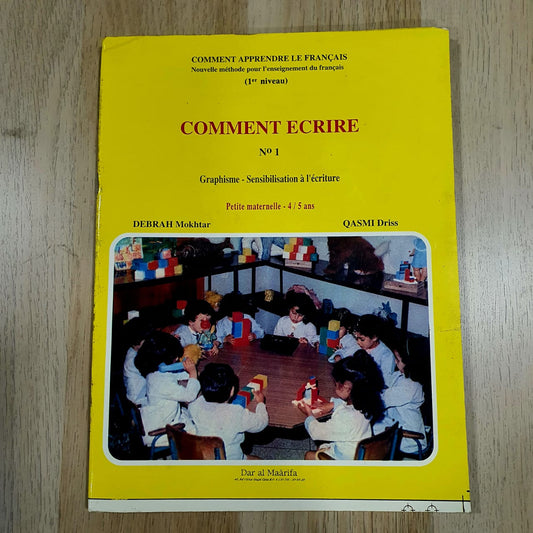 COMMENT APPRENDRE LE FRANÇAIS
Nouvelle méthode pour l'enseignement du français
(1er niveau)
COMMENT ECRIRE
No 1
Graphisme - Sensibilisation à l'écriture
Petite maternelle - 4 / 5 ans
DEBRAH Mokhtar QASMI Driss
Dar al Maârifa